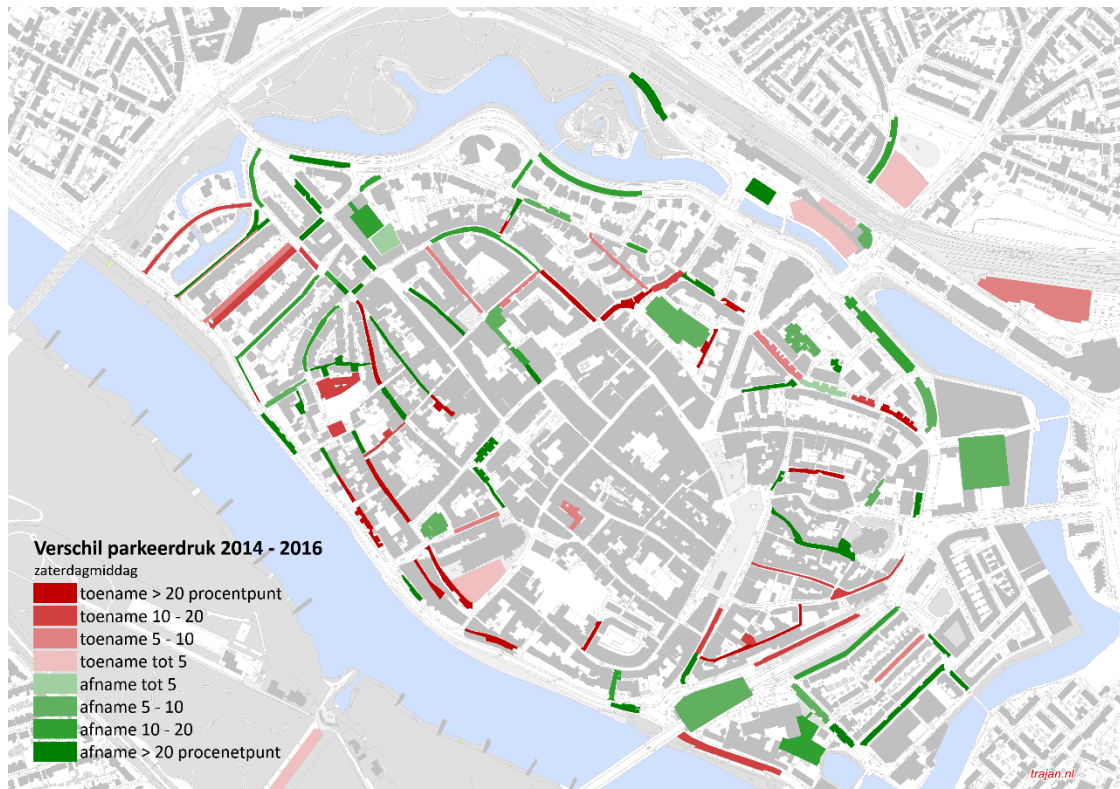 Verschil parkeerdruk 2014 - 2016
zaterdagmiddag
toename > 20 procentpunt
toename 10 - 20
toename 5 - 10
toename tot 5
afname tot 5
afname 5 - 10
afname 10 - 20
afname > 20 procenetpunt
trajan.nl